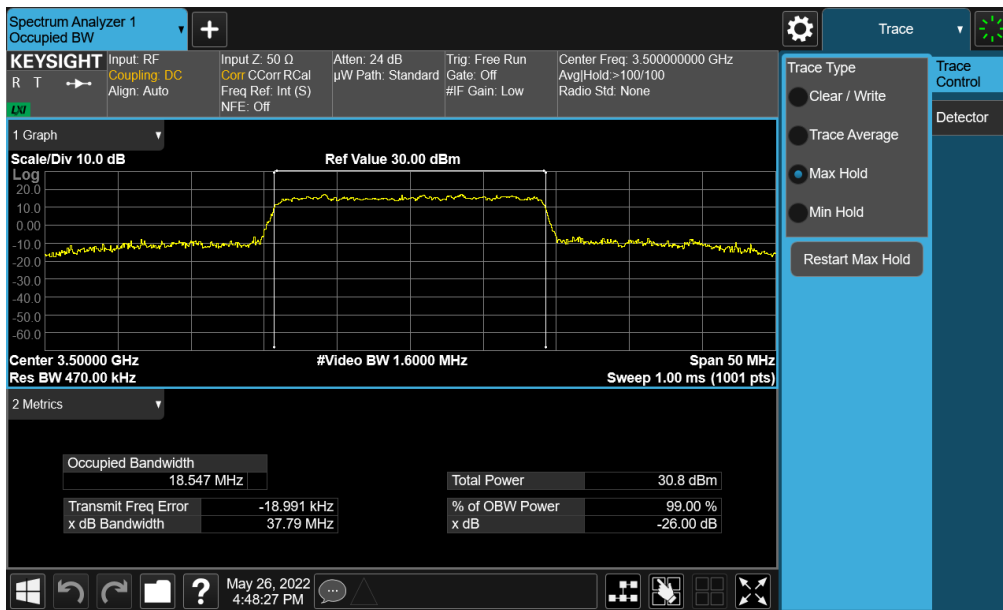 Spectrum Analyzer 1
Occupied BW
Trace
KEYSIGHT
R T
LXI
Input: RF
Coupling: DC
Align: Auto
Input Z: 50 Ω
Corr CCorr RCal
Freq Ref: Int (S)
NFE: Off
Atten: 24 dB
µW Path: Standard
Trig: Free Run
Gate: Off
#IF Gain: Low
Center Freq: 3.500000000 GHz
Avg|Hold:>100/100
Radio Std: None
Trace Type
Clear / Write
Trace Average
Max Hold
Min Hold
Restart Max Hold
Trace
Control
Detector
1 Graph
Scale/Div 10.0 dB
Ref Value 30.00 dBm
Log
20.0
10.0
0.00
-10.0
-20.0
-30.0
-40.0
-50.0
-60.0
Center 3.50000 GHz
#Video BW 1.6000 MHz
Span 50 MHz
Res BW 470.00 kHz
Sweep 1.00 ms (1001 pts)
2 Metrics
Occupied Bandwidth
18.547 MHz
Total Power 30.8 dBm
Transmit Freq Error -18.991 kHz
% of OBW Power 99.00 %
x dB Bandwidth 37.79 MHz
x dB -26.00 dB
?
May 26, 2022
4:48:27 PM